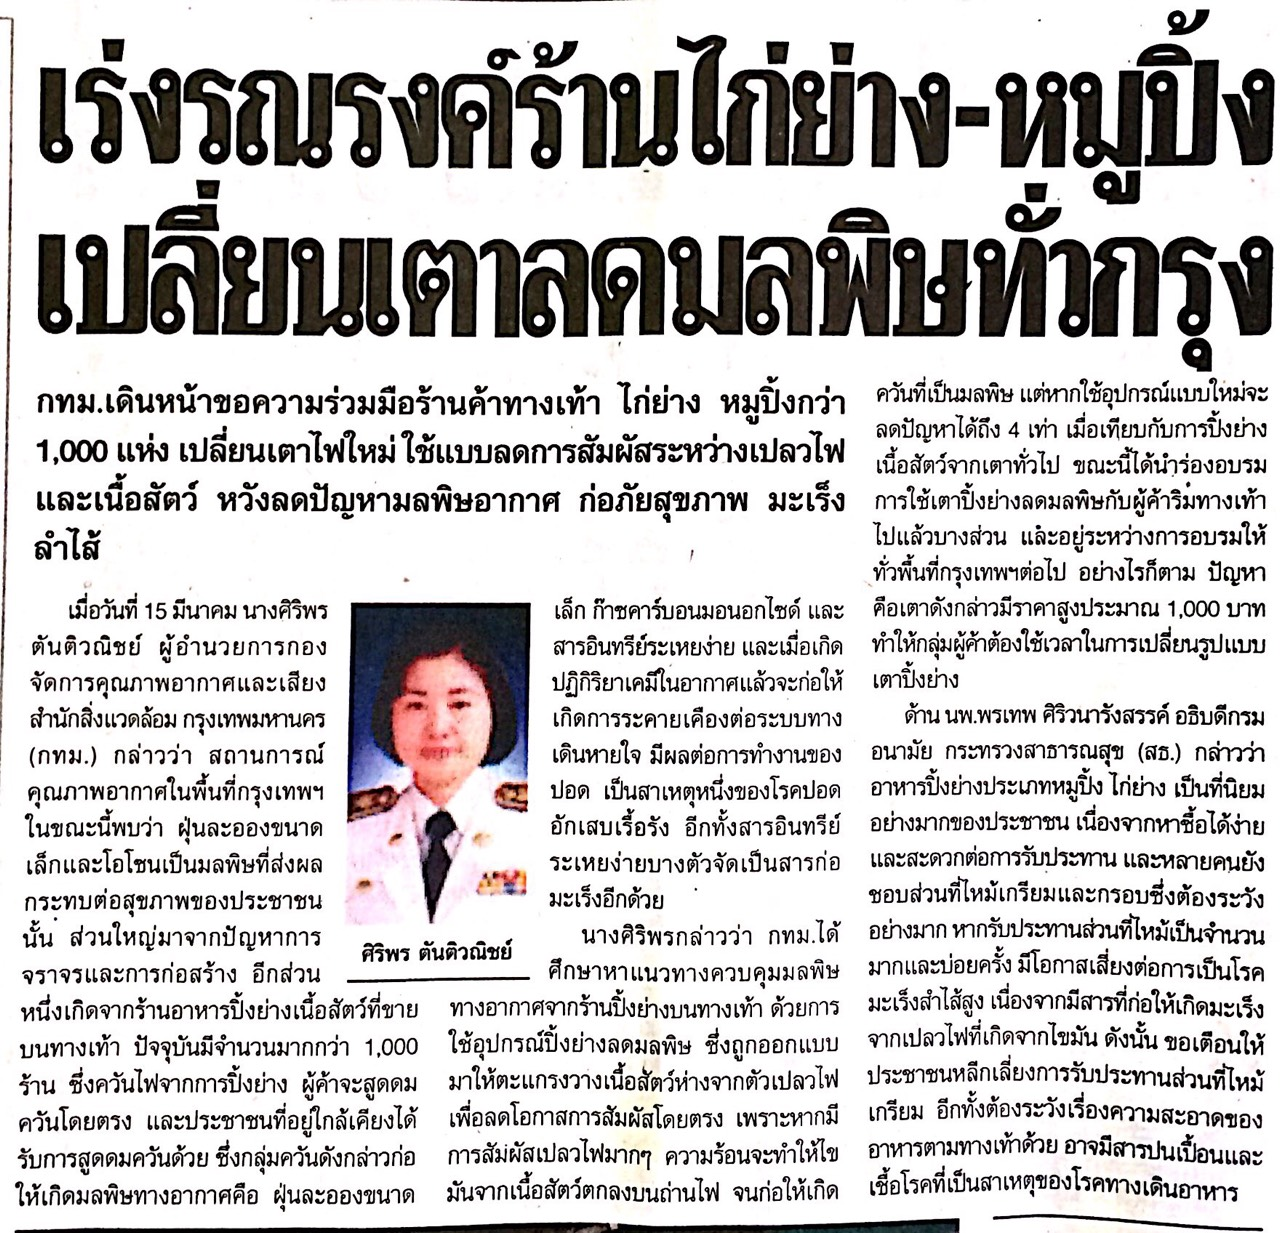 เร่งรณรงค์ร้านไก่ย่าง-หมูปิ้ง
เปลี่ยนเตาลดมลพิษทั่วกรุง
กทม.เดินหน้าขอความร่วมมือร้านค้าทางเท้า ไก่ย่าง หมูปิ้งกว่า
1,000 แห่ง เปลี่ยนเตาไฟใหม่ ใช้แบบลดการสัมผัสระหว่างเปลวไฟ
และเนื้อสัตว์ หวังลดปัญหามลพิษอากาศ ก่อภัยสุขภาพ มะเร็ง
ลำไส้
เมื่อวันที่ 15 มีนาคม นางศิริพร
ตันติวณิชย์ ผู้อำนวยการกอง
จัดการคุณภาพอากาศและเสียง
สำนักสิ่งแวดล้อม กรุงเทพมหานคร
(กทม.) กล่าวว่า สถานการณ์
คุณภาพอากาศในพื้นที่กรุงเทพฯ
ในขณะนี้พบว่า ฝุ่นละอองขนาด
เล็กและโอโซนเป็นมลพิษที่ส่งผล
กระทบต่อสุขภาพของประชาชน
นั้น ส่วนใหญ่มาจากปัญหาการ
จราจรและการก่อสร้าง อีกส่วน
หนึ่งเกิดจากร้านอาหารปิ้งย่างเนื้อสัตว์ที่ขาย
บนทางเท้า ปัจจุบันมีจำนวนมากกว่า 1,000
ร้าน ซึ่งควันไฟจากการปิ้งย่าง ผู้ค้าจะสูดดม
ควันโดยตรง และประชาชนที่อยู่ใกล้เคียงได้
รับการสูดดมควันด้วย ซึ่งกลุ่มควันดังกล่าวก่อ
ให้เกิดมลพิษทางอากาศคือ ฝุ่นละอองขนาด
ศิริพร ตันติวณิชย์
เล็ก ก๊าซคาร์บอนมอนอกไซด์ และ
สารอินทรีย์ระเหยง่าย และเมื่อเกิด
ปฏิกิริยาเคมีในอากาศแล้วจะก่อให้
เกิดการระคายเคืองต่อระบบทาง
เดินหายใจ มีผลต่อการทำงานของ
ปอด เป็นสาเหตุหนึ่งของโรคปอด
อักเสบเรื้อรัง อีกทั้งสารอินทรีย์
ระเหยง่ายบางตัวจัดเป็นสารก่อ
มะเร็งอีกด้วย
นางศิริพรกล่าวว่า กทม.ได้
ศึกษาหาแนวทางควบคุมมลพิษ
ทางอากาศจากร้านปิ้งย่างบนทางเท้า ด้วยการ
ใช้อุปกรณ์ปิ้งย่างลดมลพิษ ซึ่งถูกออกแบบ
มาให้ตะแกรงวางเนื้อสัตว์ห่างจากตัวเปลวไฟ
เพื่อลดโอกาสการสัมผัสโดยตรง เพราะหากมี
การสัมผัสเปลวไฟมากๆ ความร้อนจะทำให้ไข
มันจากเนื้อสัตว์ตกลงบนถ่านไฟ จนก่อให้เกิด
ควันที่เป็นมลพิษ แต่หากใช้อุปกรณ์แบบใหม่จะ
ลดปัญหาได้ถึง 4 เท่า เมื่อเทียบกับการปิ้งย่าง
เนื้อสัตว์จากเตาทั่วไป ขณะนี้ได้นำร่องอบรม
การใช้เตาปิ้งย่างลดมลพิษกับผู้ค้าริมทางเท้า
ไปแล้วบางส่วน และอยู่ระหว่างการอบรมให้
ทั่วพื้นที่กรุงเทพฯต่อไป อย่างไรก็ตาม ปัญหา
คือเตาดังกล่าวมีราคาสูงประมาณ 1,000 บาท
ทำให้กลุ่มผู้ค้าต้องใช้เวลาในการเปลี่ยนรูปแบบ
เตาปิ้งย่าง
ด้าน นพ.พรเทพ ศิริวนารังสรรค์ อธิบดีกรม
อนามัย กระทรวงสาธารณสุข (สธ.) กล่าวว่า
อาหารปิ้งย่างประเภทหมูปิ้ง ไก่ย่าง เป็นที่นิยม
อย่างมากของประชาชน เนื่องจากหาซื้อได้ง่าย
และสะดวกต่อการรับประทาน และหลายคนยัง
ชอบส่วนที่ไหม้เกรียมและกรอบซึ่งต้องระวัง
อย่างมาก หากรับประทานส่วนที่ไหม้เป็นจำนวน
มากและบ่อยครั้ง มีโอกาสเสี่ยงต่อการเป็นโรค
มะเร็งลำไส้สูง เนื่องจากมีสารที่ก่อให้เกิดมะเร็ง
จากเปลวไฟที่เกิดจากไขมัน ดังนั้น ขอเตือนให้
ประชาชนหลีกเลี่ยงการรับประทานส่วนที่ไหม้
เกรียม อีกทั้งต้องระวังเรื่องความสะอาดของ
อาหารตามทางเท้าด้วย อาจมีสารปนเปื้อนและ
เชื้อโรคที่เป็นสาเหตุของโรคทางเดินอาหาร